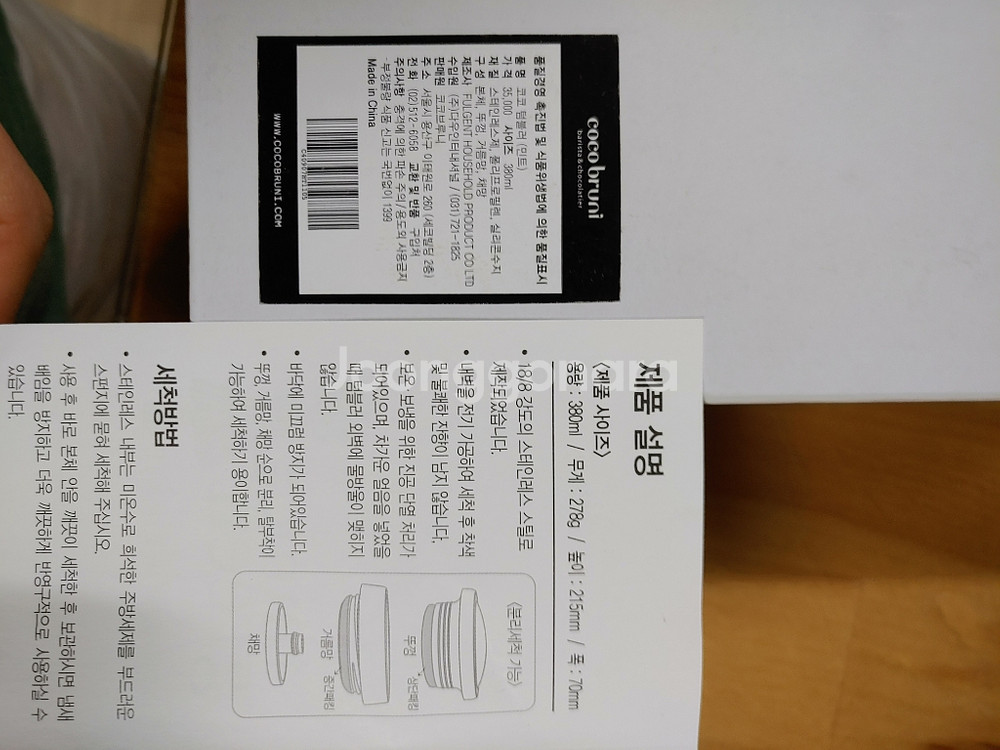 cocobruni
barista & chocolatier
품질경영 촉진법 및 식품위생법에 의한 품질표시
품 명 코코 텀블러 (민트)
가 격 35,000 사이즈 380ml
재 질 스테인레스제, 폴리프로필렌, 실리콘수지
구 성 본체, 뚜껑, 거름망, 채망
제조사 FULGENT HOUSEHOLD PRODUCT CO LTD
수입원 (주)다우인터내셔널 / (031) 721-1825
판매원 코코브루니
주 소 서울시 용산구 이태원로 260 (세코빌딩 2층)
전 화 (02)512-6058 교환 및 반품 구입처
주의사항 충격에 의한 파손 주의/용도외 사용금지
-부정불량 식품 신고는 국번없이 1399
Made in China
WWW.COCOBRUNI.COM
제품 설명
〈제품 사이즈〉
용량 : 380ml / 무게 : 278g / 높이 : 215mm / 폭 : 70mm
• 18/8 강도의 스테인레스 스틸로
제작되었습니다.
• 내벽을 전기 가공하여 세척 후 착색
및 불쾌한 잔향이 남지 않습니다.
• 보온 보냉을 위한 진공 단열 처리가
되어있으며, 차가운 얼음을 넣었을
때 텀블러 외벽에 물방울이 맺히지
않습니다.
• 바닥에 미끄럼 방지가 되어있습니다.
• 뚜껑, 거름망, 채망 순으로 분리, 탈부착이
가능하여 세척하기 용이합니다.
〈분리세척 가능〉
뚜껑
*상단패킹
거름망
*중간패킹
채망
세척방법
• 스테인레스 내부는 미온수로 희석한 주방세제를 부드러운
스펀지에 묻혀 세척해 주십시오.
• 사용 후 바로 본체 안을 깨끗이 세척한 후 보관하시면 냄새
배임을 방지하고 더욱 깨끗하게 반영구적으로 사용하실 수
있습니다.
Joonggonara